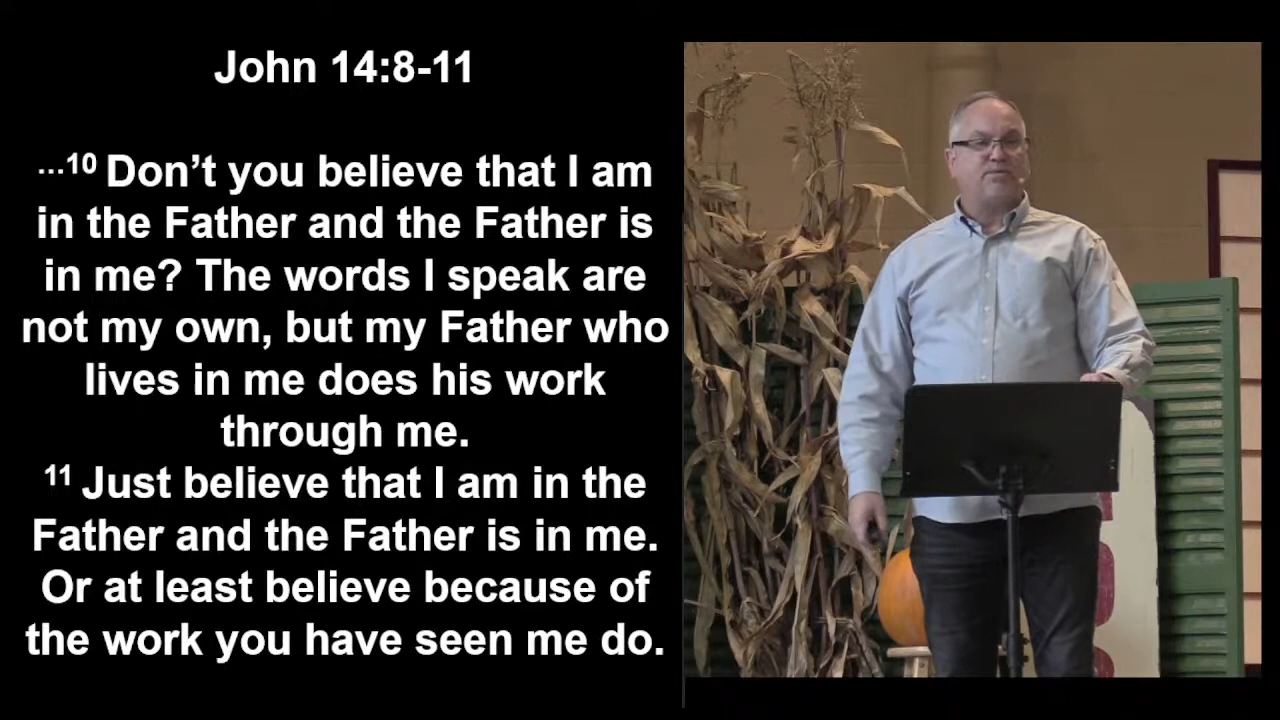 John 14:8-11
...10 Don’t you believe that I am
in the Father and the Father is
in me? The words I speak are
not my own, but my Father who
lives in me does his work
through me.
11 Just believe that I am in the
Father and the Father is in me.
Or at least believe because of
the work you have seen me do.